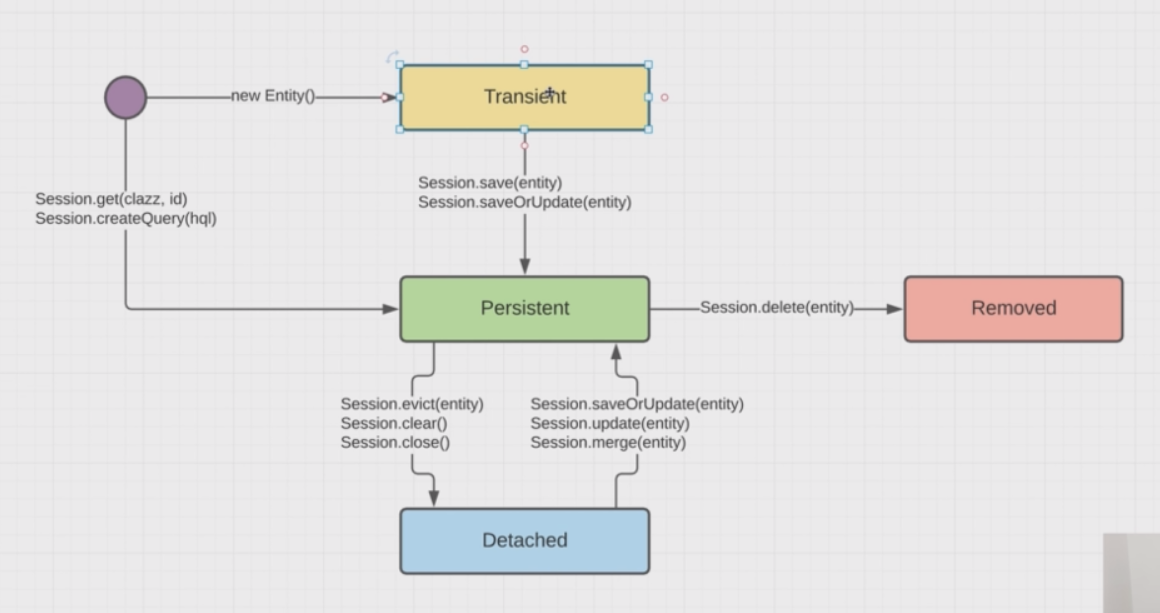 new Entity()
Transient
Session.get(clazz, id)
Session.createQuery(hql)
Session.save(entity)
Session.saveOrUpdate(entity)
Persistent
Session.delete(entity)
Removed
Session.evict(entity)
Session.clear()
Session.close()
Session.saveOrUpdate(entity)
Session.update(entity)
Session.merge(entity)
Detached